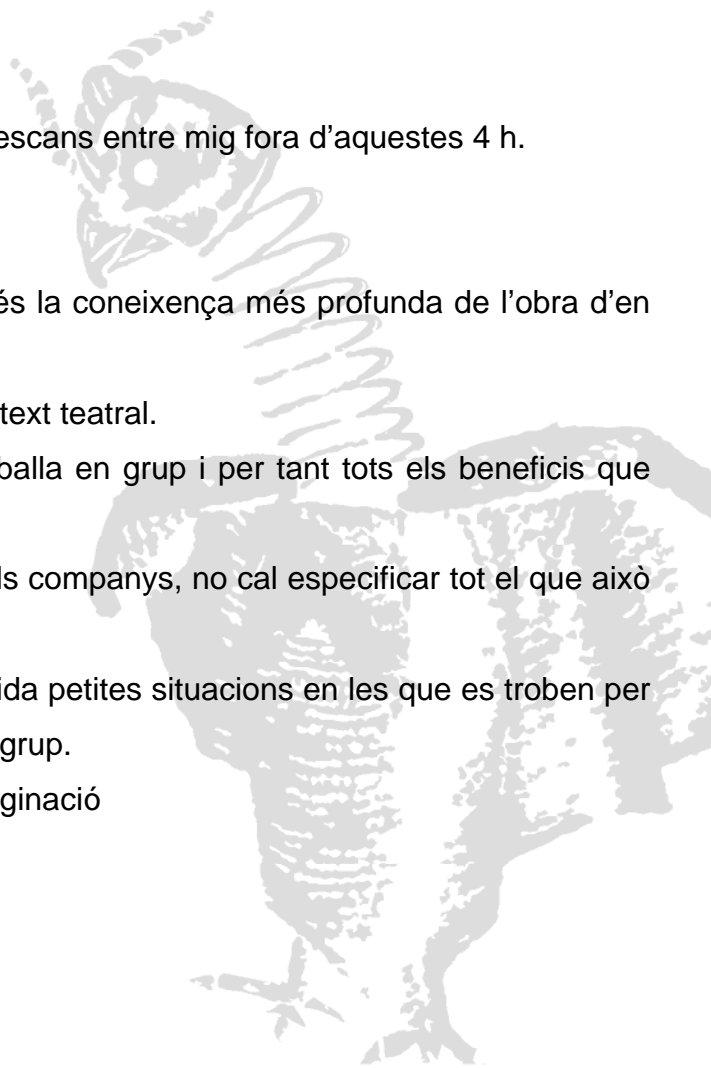 escans entre mig fora d'aquestes 4 h.
és la coneixença més profunda de l'obra d'en
text teatral.
balla en grup i per tant tots els beneficis que
ls companys, no cal especificar tot el que això
ida petites situacions en les que es troben per
grup.
ginació